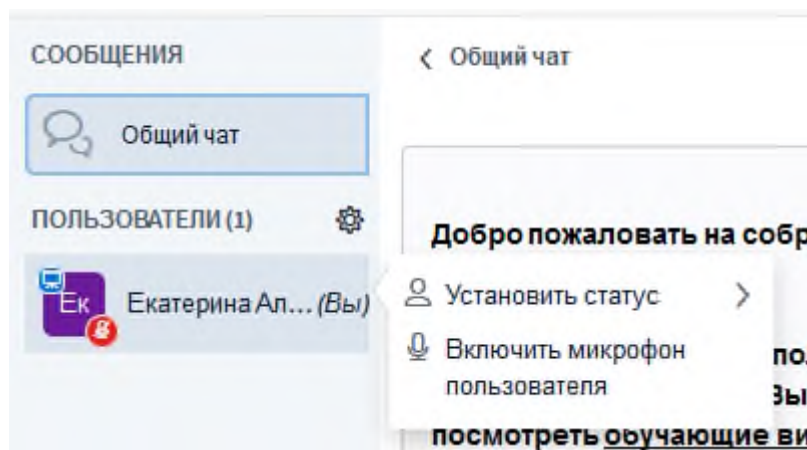 СООБЩЕНИЯ
Общий чат
ПОЛЬЗОВАТЕЛИ (1)
Ек
Екатерина Ал... (Вы)
Общий чат
Добро пожаловать на собр
Установить статус
Включить микрофон
пользователя
посмотреть обучающие ви